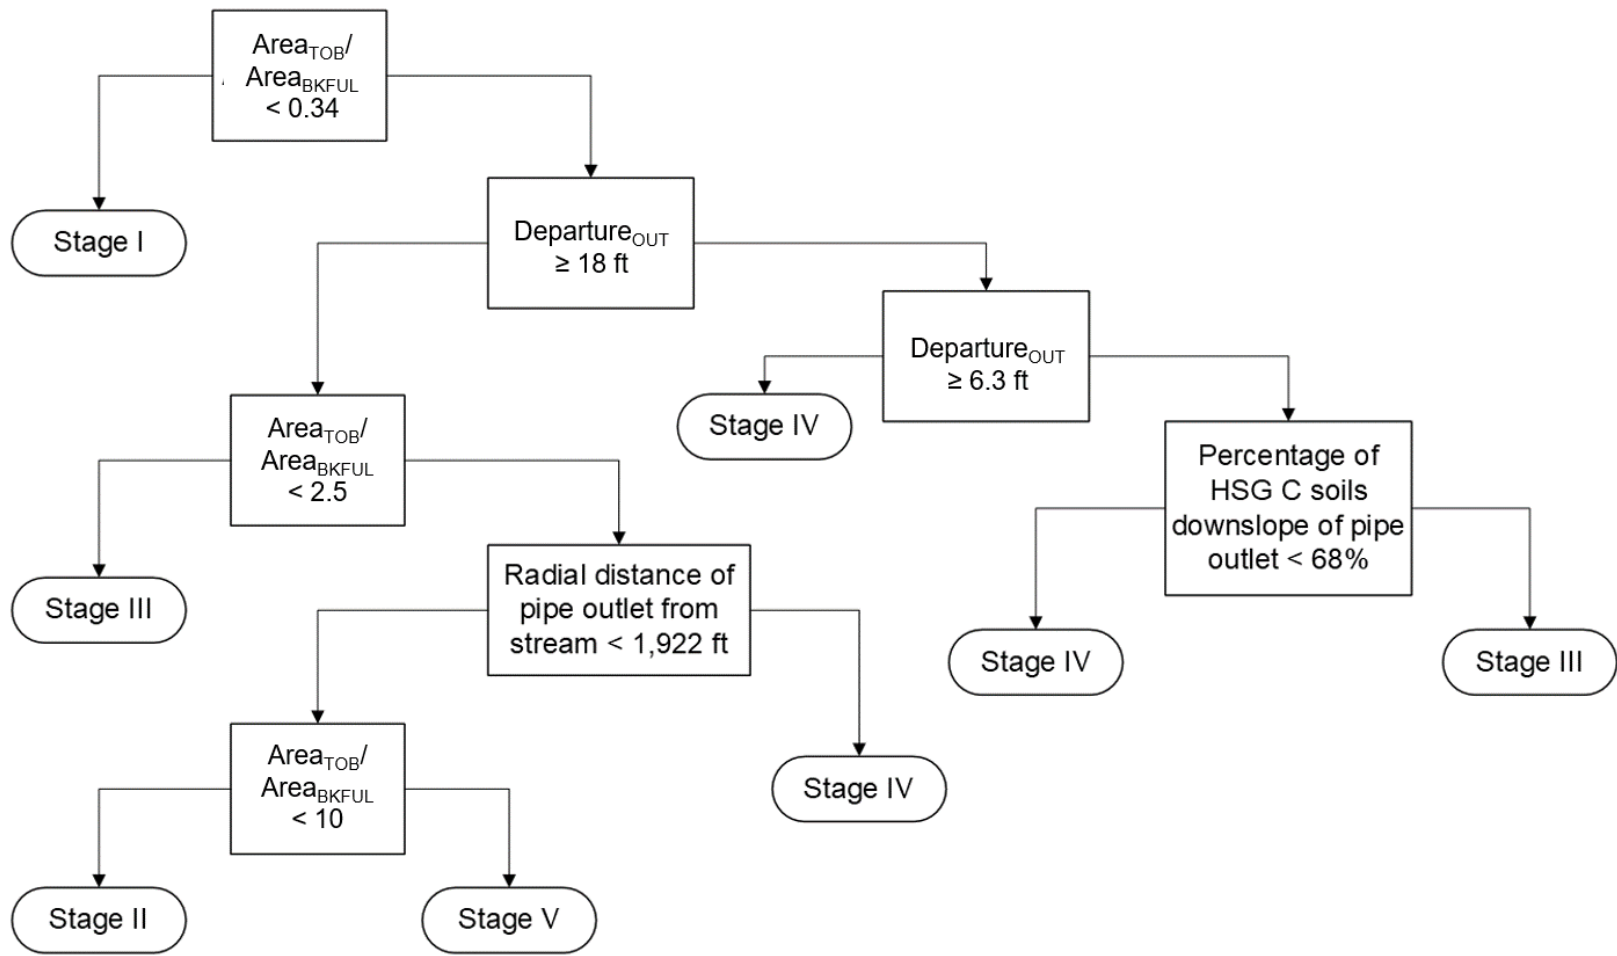 AreaTOB/
AreaBKFUL
< 0.34
Stage I
DepartureOUT
≥ 18 ft
DepartureOUT
≥ 6.3 ft
AreaTOB/
AreaBKFUL
< 2.5
Stage IV
Percentage of
HSG C soils
downslope of pipe
outlet < 68%
Stage III
Radial distance of
pipe outlet from
stream < 1,922 ft
Stage IV
Stage III
AreaTOB/
AreaBKFUL
< 10
Stage IV
Stage II
Stage V